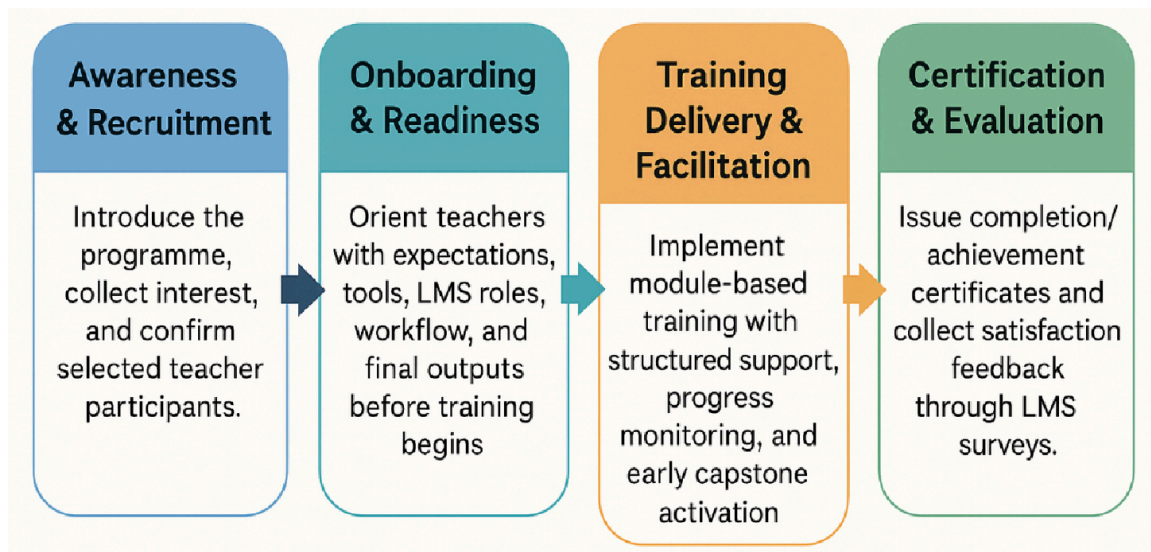 Awareness
& Recruitment
Introduce the
programme,
collect interest,
and confirm
selected teacher
participants.
Onboarding
& Readiness
Orient teachers
with expectations,
tools, LMS roles,
workflow, and
final outputs
before training
begins
Training
Delivery &
Facilitation
Implement
module-based
training with
structured support,
progress
monitoring, and
early capstone
activation
Certification
& Evaluation
Issue completion/
achievement
certificates and
collect satisfaction
feedback
through LMS
surveys.